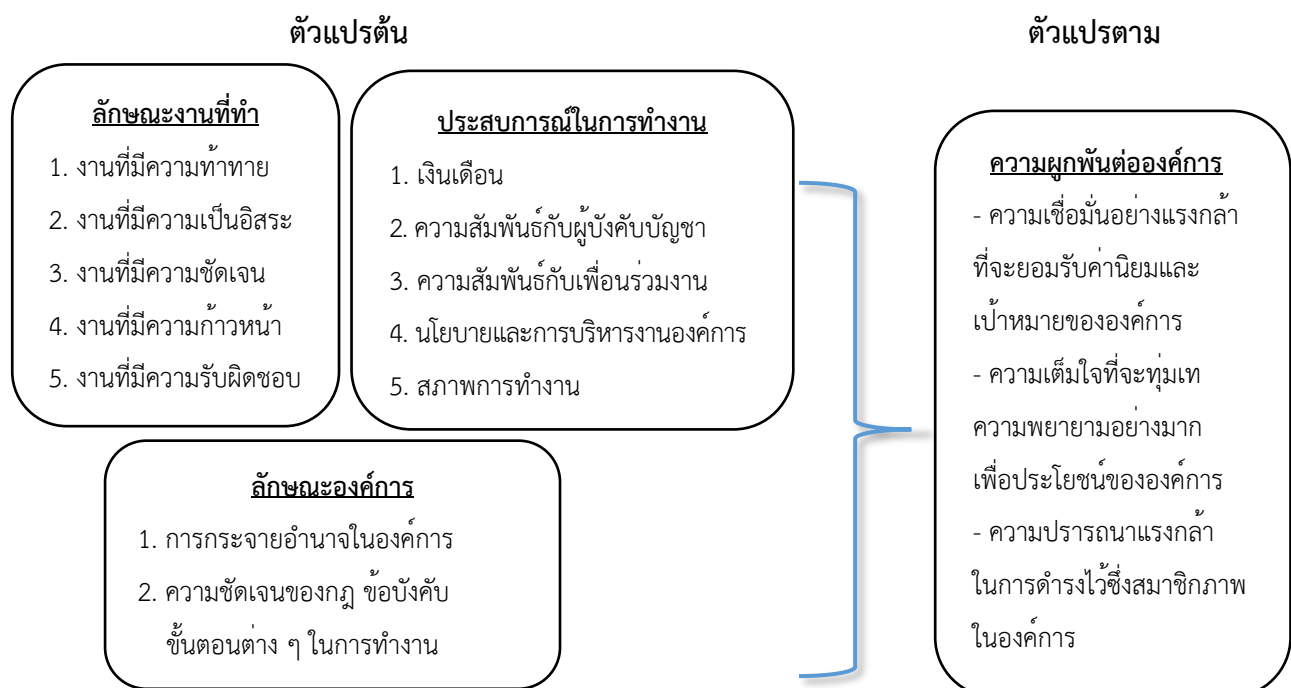 ตัวแปรต้น
ตัวแปรตาม
ลักษณะงานที่ทำ
1. งานที่มีความท้าทาย
2. งานที่มีความเป็นอิสระ
3. งานที่มีความชัดเจน
4. งานที่มีความก้าวหน้า
5. งานที่มีความรับผิดชอบ
ประสบการณ์ในการทำงาน
1. เงินเดือน
2. ความสัมพันธ์กับผู้บังคับบัญชา
3. ความสัมพันธ์กับเพื่อนร่วมงาน
4. นโยบายและการบริหารงานองค์การ
5. สภาพการทำงาน
ลักษณะองค์การ
1. การกระจายอำนาจในองค์การ
2. ความชัดเจนของกฎ ข้อบังคับ
ขั้นตอนต่าง ๆ ในการทำงาน
ความผูกพันต่อองค์การ
- ความเชื่อมั่นอย่างแรงกล้า
ที่จะยอมรับค่านิยมและ
เป้าหมายขององค์การ
- ความเต็มใจที่จะทุ่มเท
ความพยายามอย่างมาก
เพื่อประโยชน์ขององค์การ
- ความปรารถนาแรงกล้า
ในการดำรงไว้ซึ่งสมาชิกภาพ
ในองค์การ